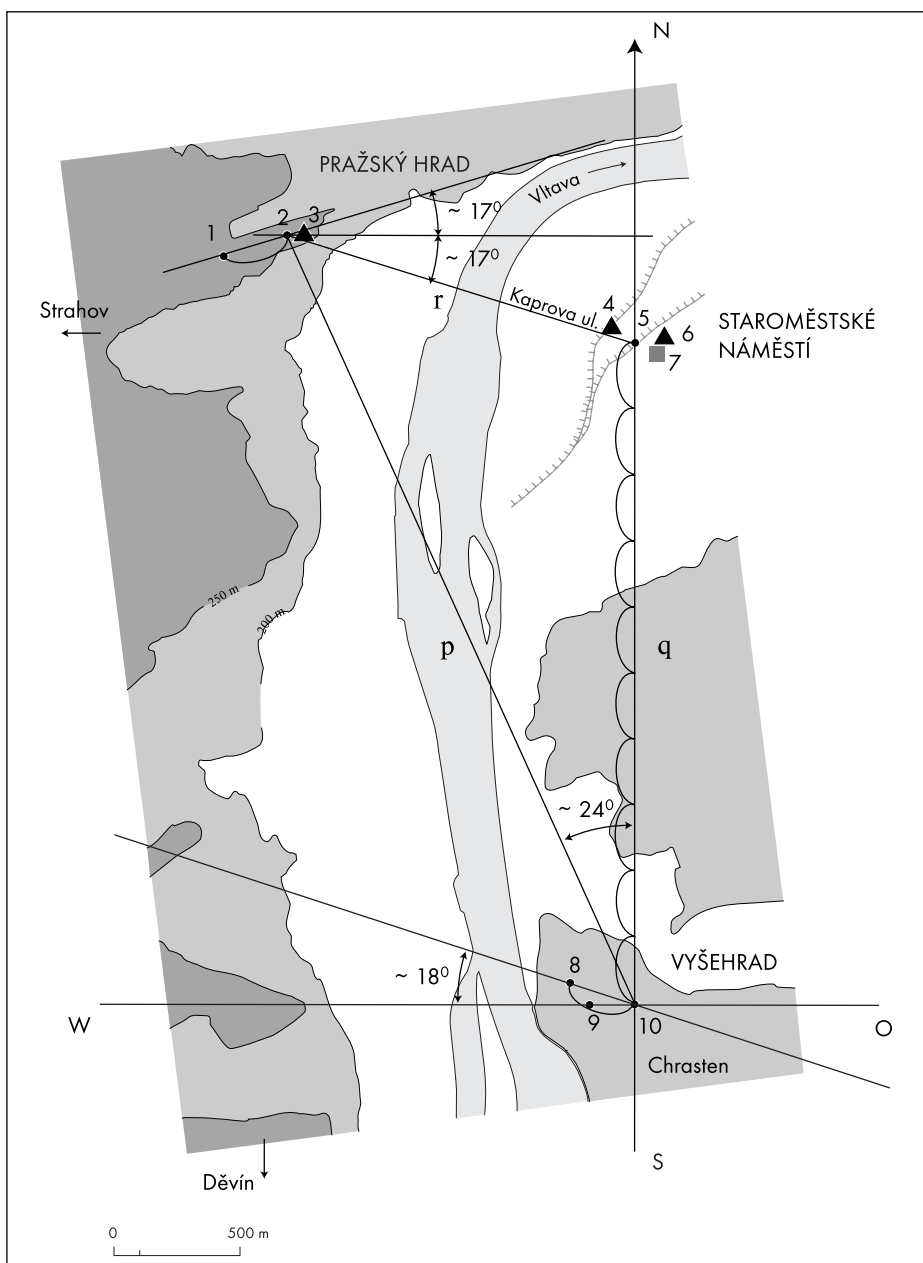 N
PRAŽSKÝ HRAD
Vltava
~ 17⁰
1
2
3
~ 17⁰
r
Kaprova ul.
4
5
6
7
STAROMĚSTSKÉ
NÁMĚSTÍ
Strahov
250 m
200 m
p
q
~ 24⁰
~ 18⁰
8
9
10
VYŠEHRAD
W
O
Chrasten
S
Děvín
0
500 m